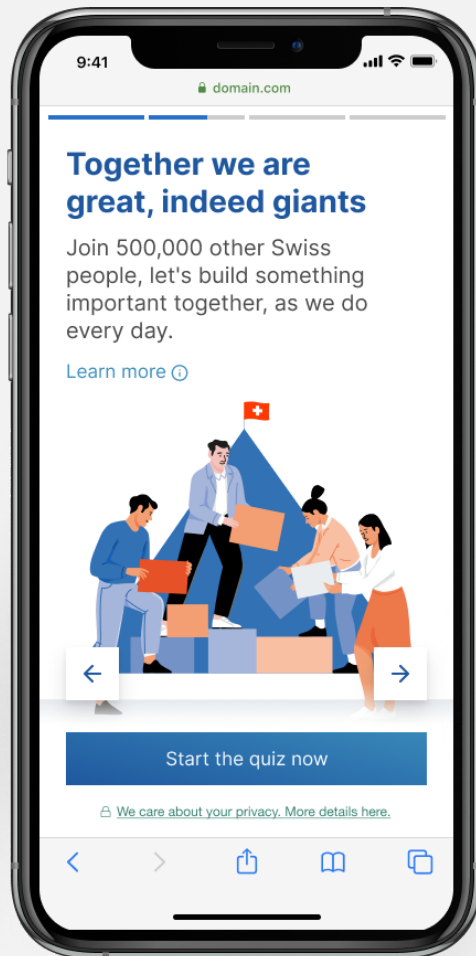 9:41
domain.com
Together we are
great, indeed giants
Join 500,000 other Swiss
people, let's build something
important together, as we do
every day.
Learn more
Start the quiz now
We care about your privacy. More details here.